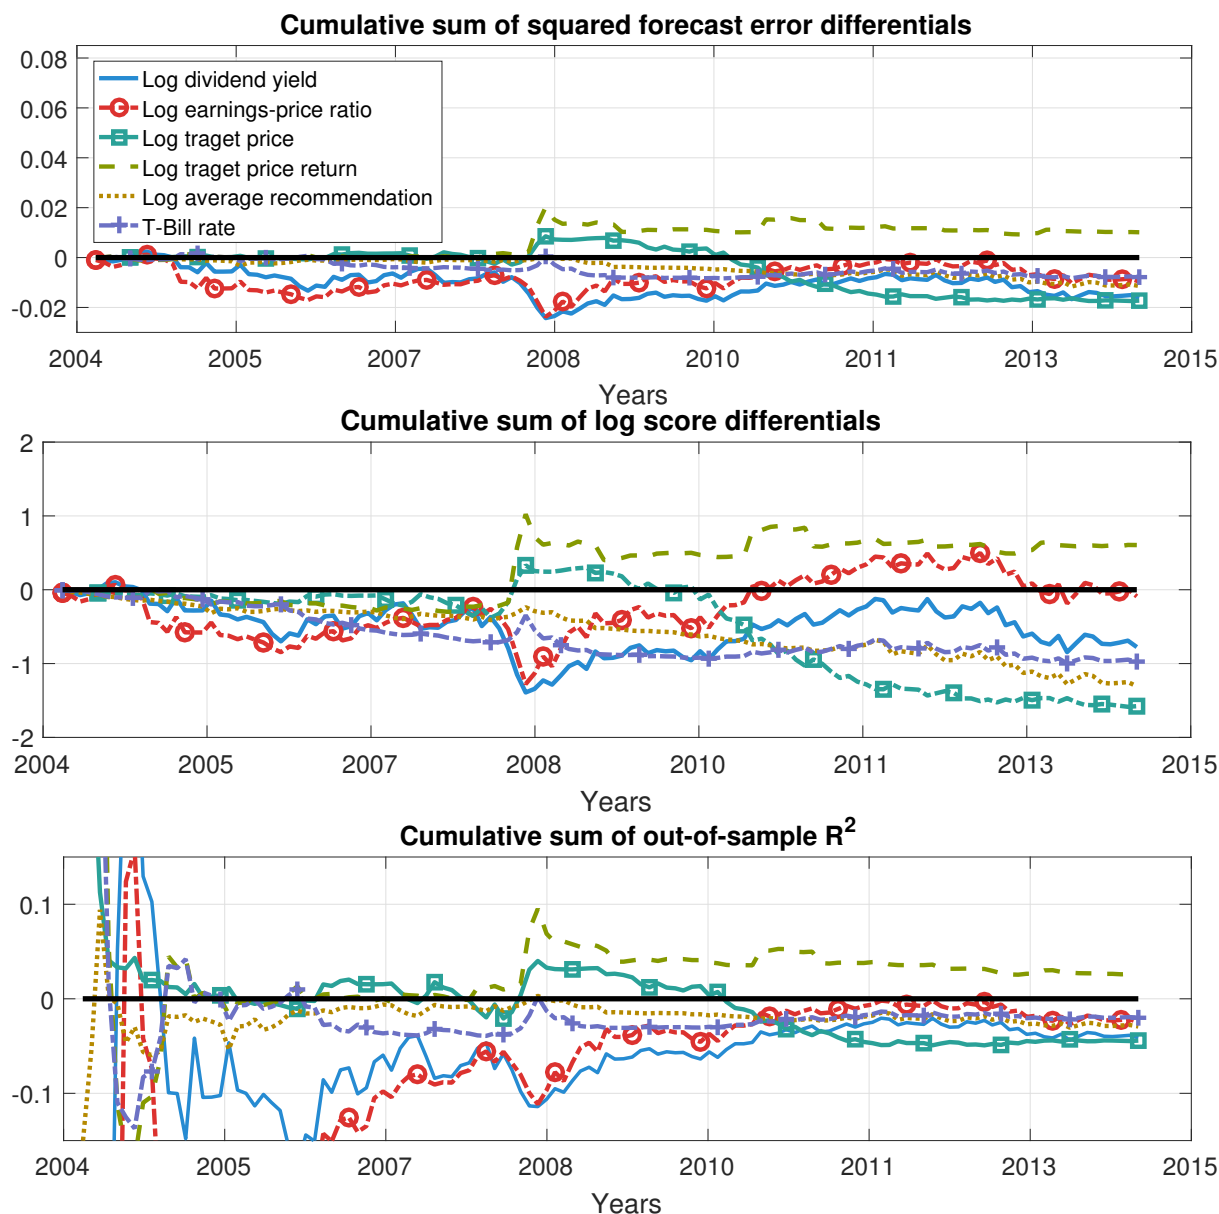 Cumulative sum of squared forecast error differentials
0.08
0.06
0.04
0.02
0
-0.02
Log dividend yield
Log earnings-price ratio
Log traget price
Log traget price return
Log average recommendation
T-Bill rate
2004 2005 2007 2008 2010 2011 2013 2015
Years
Cumulative sum of log score differentials
2
1
0
-1
-2
2004 2005 2007 2008 2010 2011 2013 2015
Years
Cumulative sum of out-of-sample R²
0.1
0
-0.1
2004 2005 2007 2008 2010 2011 2013 2015
Years